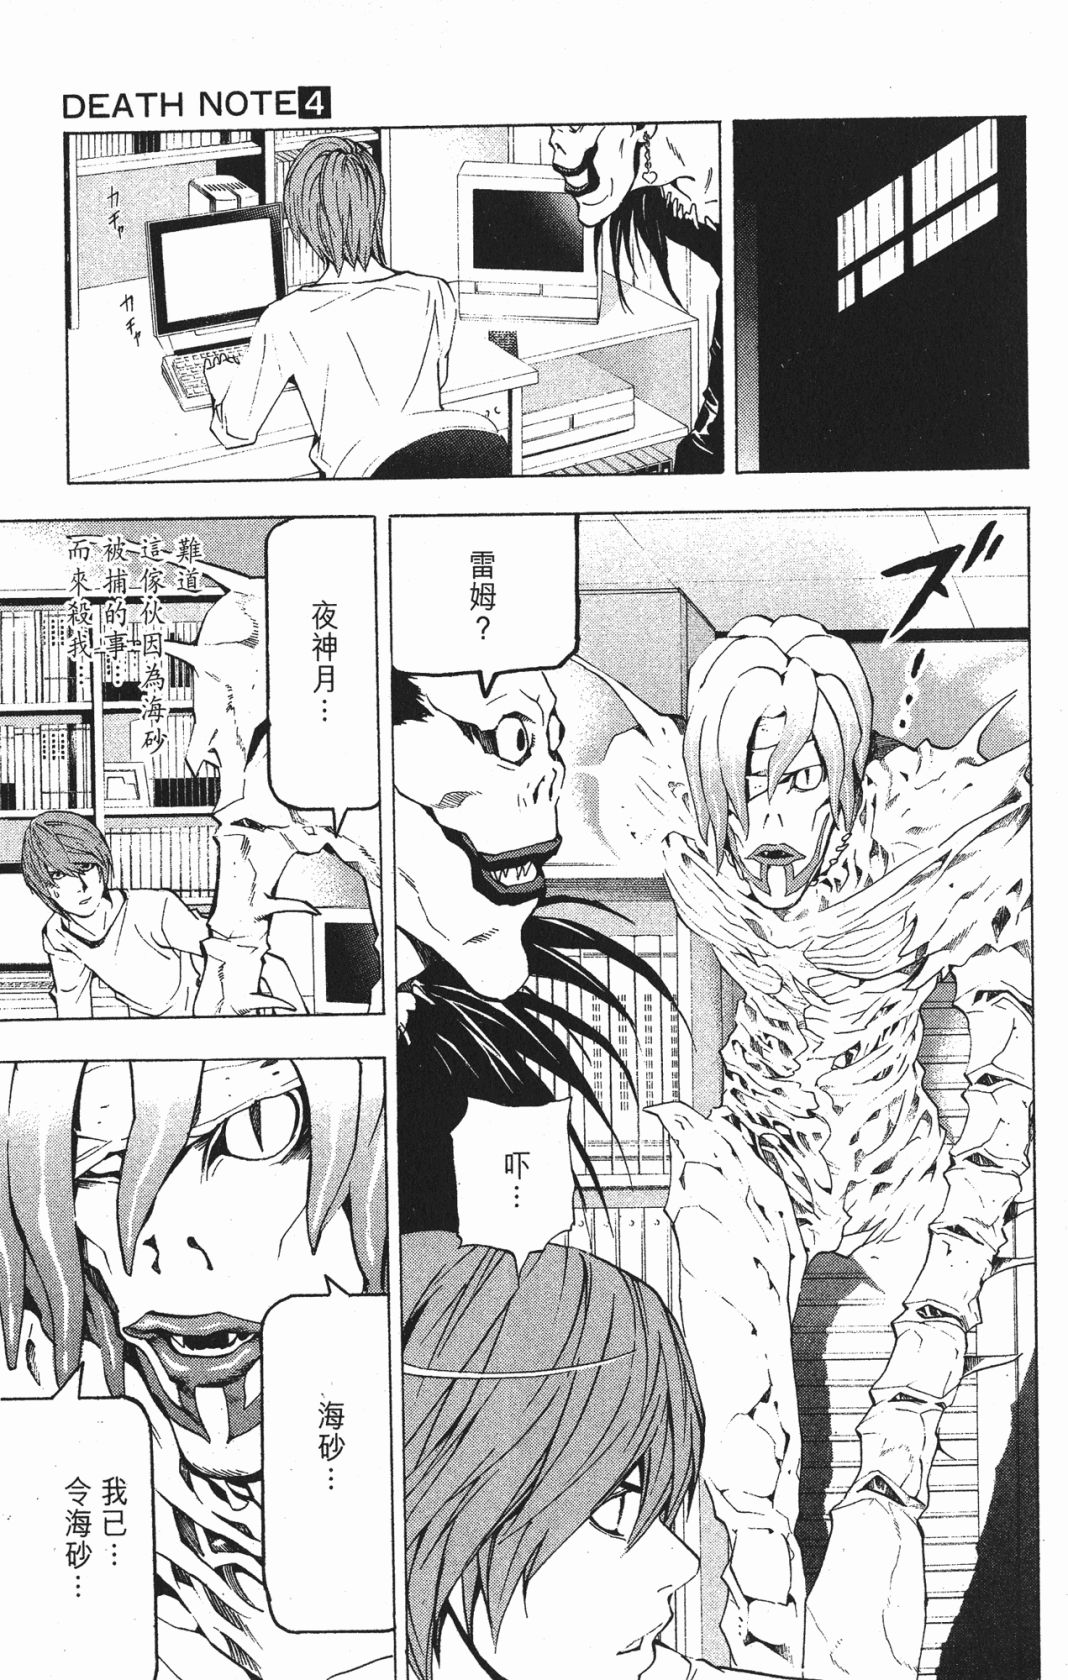 DEATH NOTE 4
カチャ
カチャ
ズ
…
雷姆？
吓…
夜神月…
難道
這傢伙因為海砂
被捕的事…
而來殺我…
海砂…
我已…
令海砂…